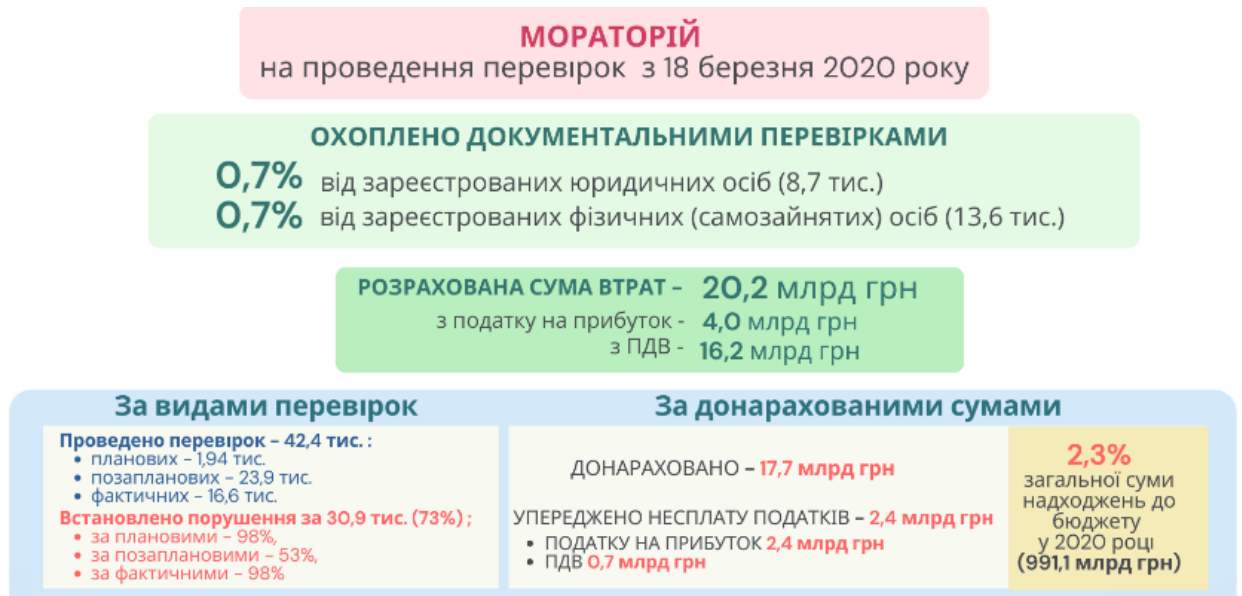 МОРАТОРІЙ
на проведення перевірок з 18 березня 2020 року
ОХОПЛЕНО ДОКУМЕНТАЛЬНИМИ ПЕРЕВІРКАМИ
0,7% від зареєстрованих юридичних осіб (8,7 тис.)
0,7% від зареєстрованих фізичних (самозайнятих) осіб (13,6 тис.)
РОЗРАХОВАНА СУМА ВТРАТ – 20,2 млрд грн
з податку на прибуток - 4,0 млрд грн
з ПДВ - 16,2 млрд грн
За видами перевірок
Проведено перевірок – 42,4 тис. :
• планових – 1,94 тис.
• позапланових – 23,9 тис.
• фактичних – 16,6 тис.
Встановлено порушення за 30,9 тис. (73%) ;
• за плановими – 98%,
• за позаплановими – 53%,
• за фактичними – 98%
За донарахованими сумами
ДОНАРАХОВАНО – 17,7 млрд грн
УПЕРЕДЖЕНО НЕСПЛАТУ ПОДАТКІВ – 2,4 млрд грн
• ПОДАТКУ НА ПРИБУТОК 2,4 млрд грн
• ПДВ 0,7 млрд грн
2,3%
загальної суми
надходжень до
бюджету
у 2020 році
(991,1 млрд грн)